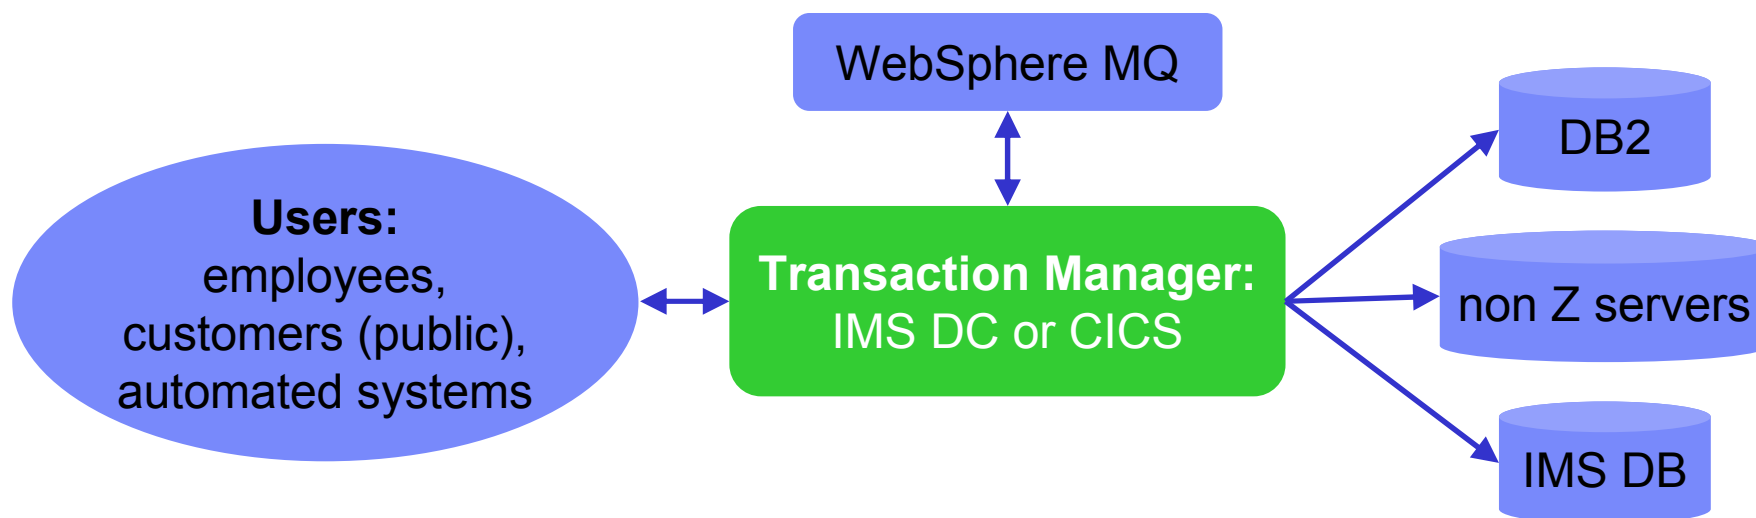 WebSphere MQ
Users:
employees,
customers (public),
automated systems
Transaction Manager:
IMS DC or CICS
DB2
non Z servers
IMS DB